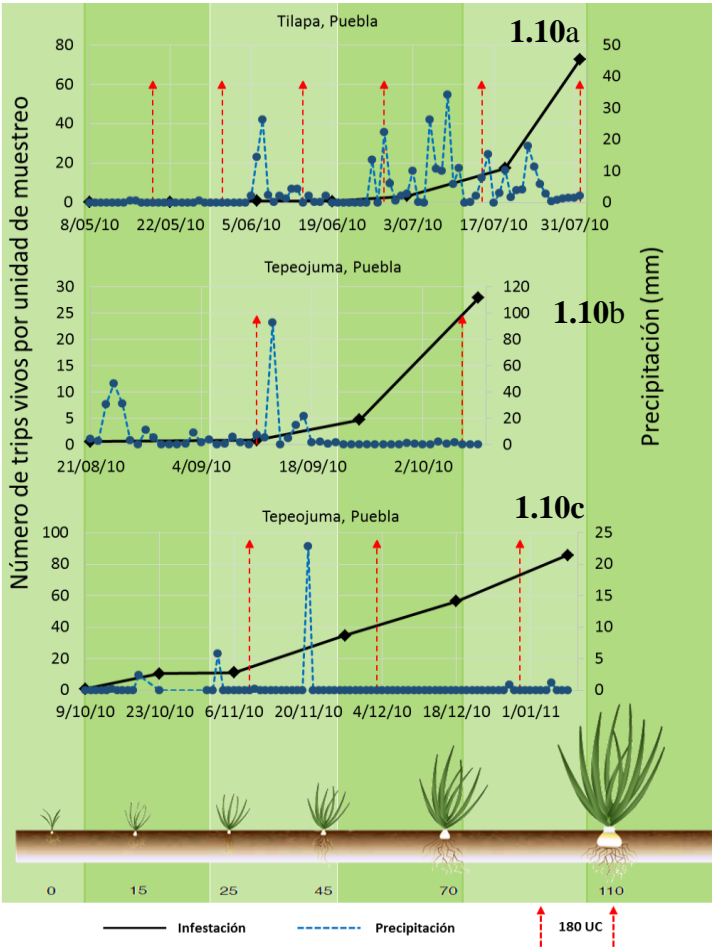 Tilapa, Puebla
1.10a
80 50
60 40
40 30
20
20 10
0 0
8/05/10 22/05/10 5/06/10 19/06/10 3/07/10 17/07/10 31/07/10
Tepeojuma, Puebla
1.10b
30 120
25 100
20 80
15 60
10 40
5 20
0 0
21/08/10 4/09/10 18/09/10 2/10/10
Tepeojuma, Puebla
1.10c
100 25
80 20
60 15
40 10
20 5
0 0
9/10/10 23/10/10 6/11/10 20/11/10 4/12/10 18/12/10 1/01/11
Número de trips vivos por unidad de muestreo
Precipitación (mm)
0 15 25 45 70 110
Infestación Precipitación 180 UC